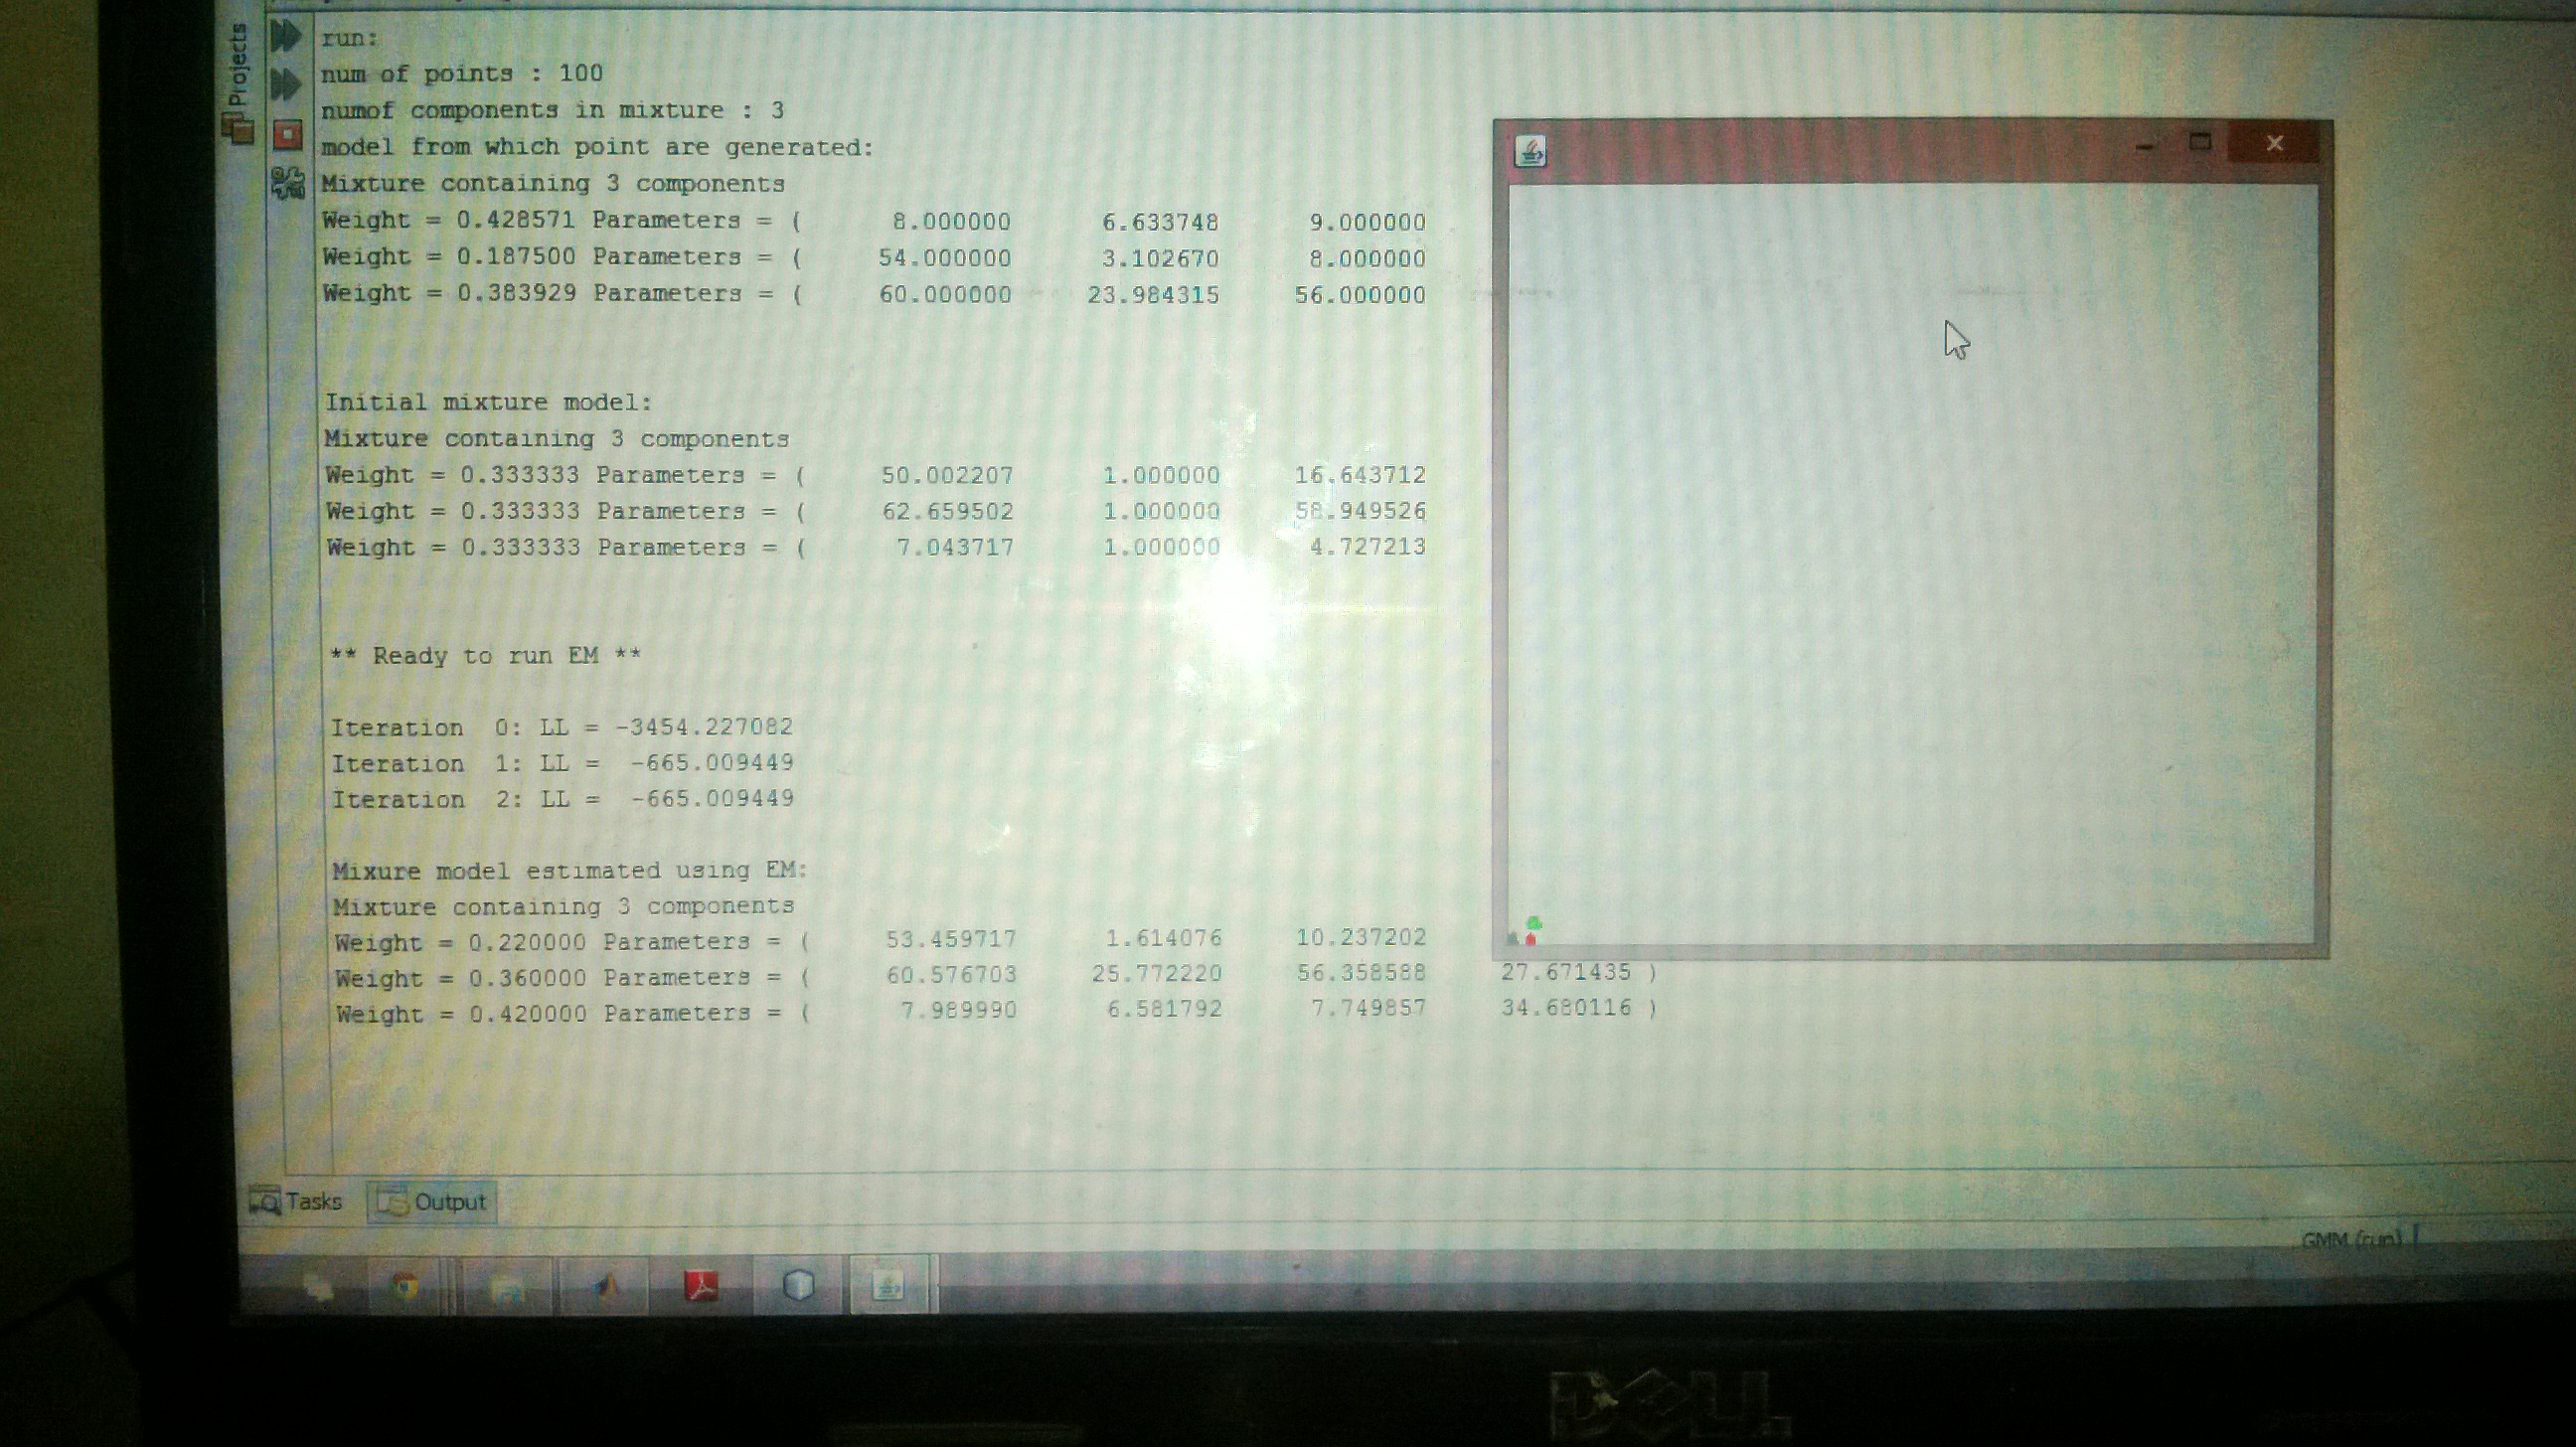 Projects
run:
num of points : 100
numof components in mixture : 3
model from which point are generated:
Mixture containing 3 components
Weight = 0.428571 Parameters = ( 8.000000 6.633748 9.000000
Weight = 0.187500 Parameters = ( 54.000000 3.102670 8.000000
Weight = 0.383929 Parameters = ( 60.000000 23.984315 56.000000
Initial mixture model:
Mixture containing 3 components
Weight = 0.333333 Parameters = ( 50.002207 1.000000 16.643712
Weight = 0.333333 Parameters = ( 62.659502 1.000000 58.949526
Weight = 0.333333 Parameters = ( 7.043717 1.000000 4.727213
** Ready to run EM **
Iteration 0: LL = -3454.227082
Iteration 1: LL = -665.009449
Iteration 2: LL = -665.009449
Mixure model estimated using EM:
Mixture containing 3 components
Weight = 0.220000 Parameters = ( 53.459717 1.614076 10.237202
Weight = 0.360000 Parameters = ( 60.576703 25.772220 56.358588 27.671435 )
Weight = 0.420000 Parameters = ( 7.989990 6.581792 7.749857 34.680116 )
Tasks
Output
GMM (run)
DELL